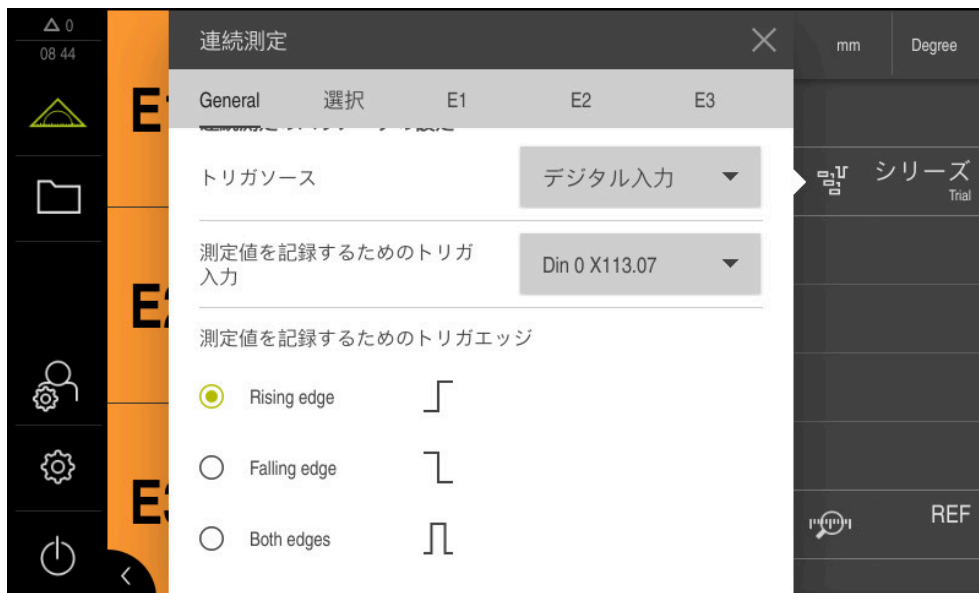 0
08 44
連続測定
mm
Degree
General
選択
E1
E2
E3
トリガソース
デジタル入力
シリーズ
Trial
測定値を記録するためのトリガ
入力
Din 0 X113.07
測定値を記録するためのトリガエッジ
Rising edge
Falling edge
Both edges
REF